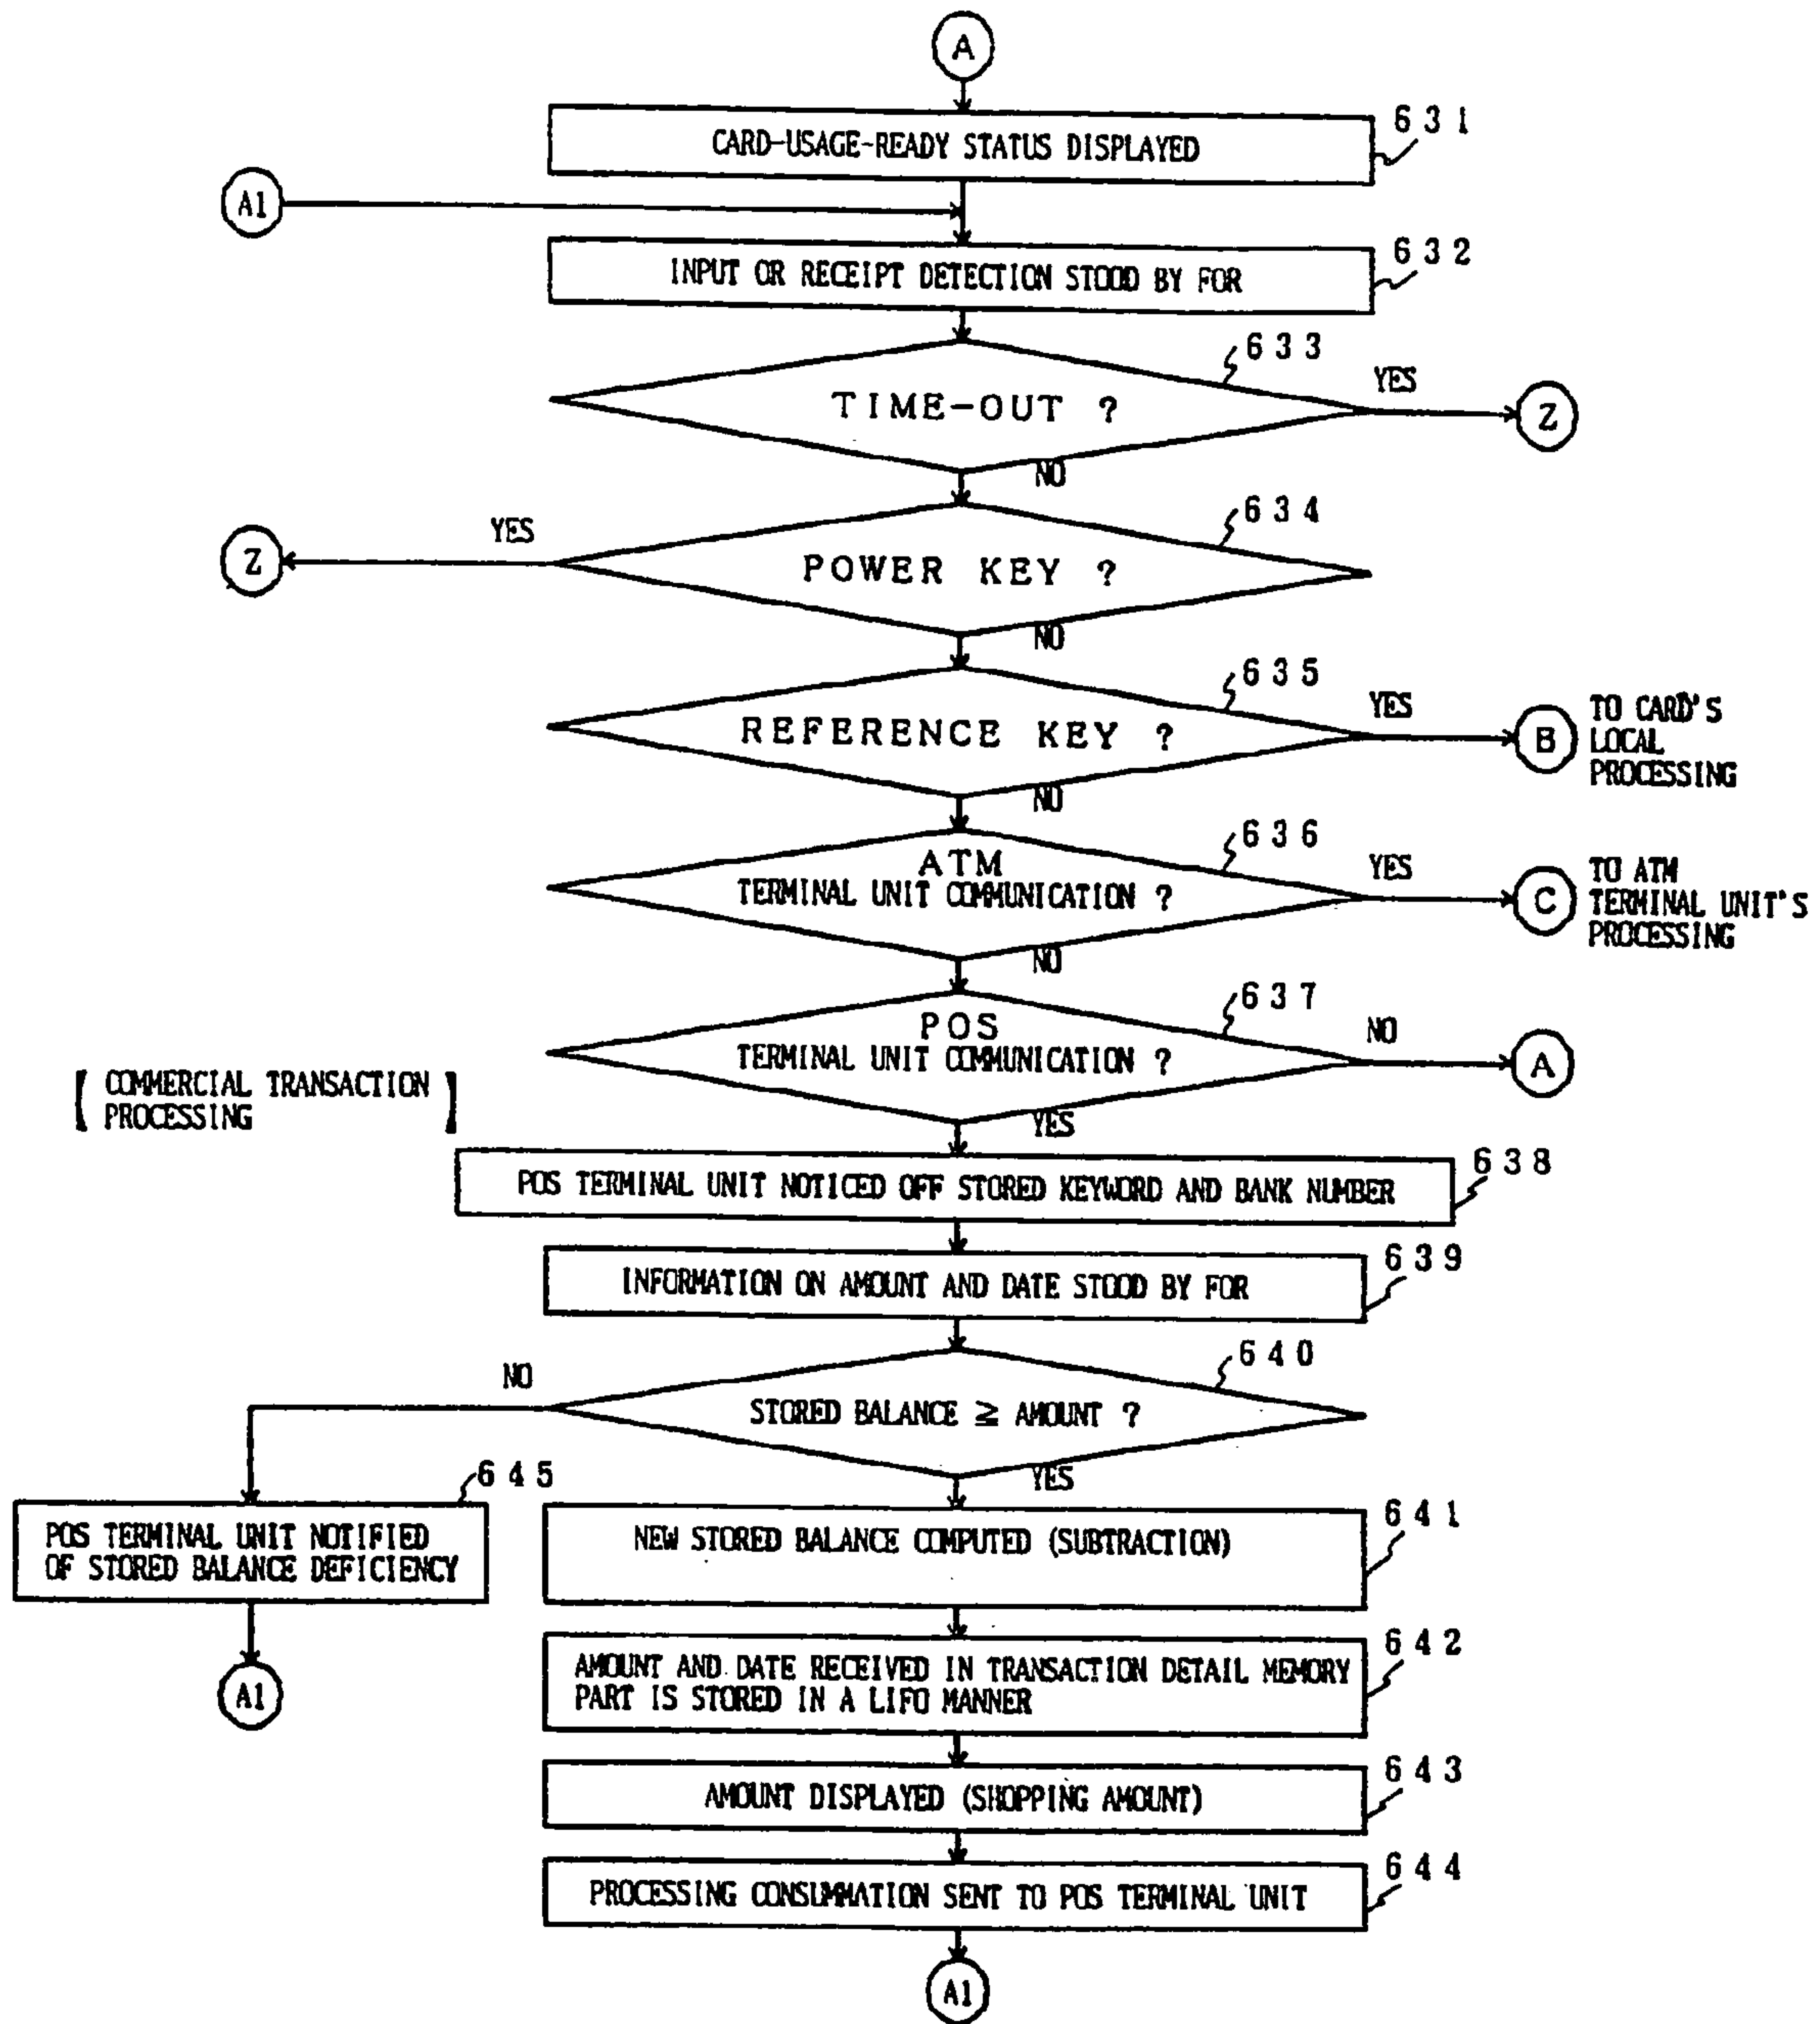 A
CARD-USAGE-READY STATUS DISPLAYED
631
A1
INPUT OR RECEIPT DETECTION STOOD BY FOR
632
TIME-OUT ?
633
YES
Z
NO
POWER KEY ?
634
YES
Z
NO
REFERENCE KEY ?
635
YES
B
TO CARD'S
LOCAL
PROCESSING
NO
ATM
TERMINAL UNIT COMMUNICATION ?
636
YES
C
TO ATM
TERMINAL UNIT'S
PROCESSING
NO
POS
TERMINAL UNIT COMMUNICATION ?
637
NO
A
【 COMMERCIAL TRANSACTION 】
PROCESSING
YES
POS TERMINAL UNIT NOTICED OFF STORED KEYWORD AND BANK NUMBER
638
INFORMATION ON AMOUNT AND DATE STOOD BY FOR
639
STORED BALANCE ≧ AMOUNT ?
640
NO
YES
POS TERMINAL UNIT NOTIFIED
OF STORED BALANCE DEFICIENCY
645
A1
NEW STORED BALANCE COMPUTED (SUBTRACTION)
641
AMOUNT AND DATE RECEIVED IN TRANSACTION DETAIL MEMORY
PART IS STORED IN A LIFO MANNER
642
AMOUNT DISPLAYED (SHOPPING AMOUNT)
643
PROCESSING CONSUMMATION SENT TO POS TERMINAL UNIT
644
A1